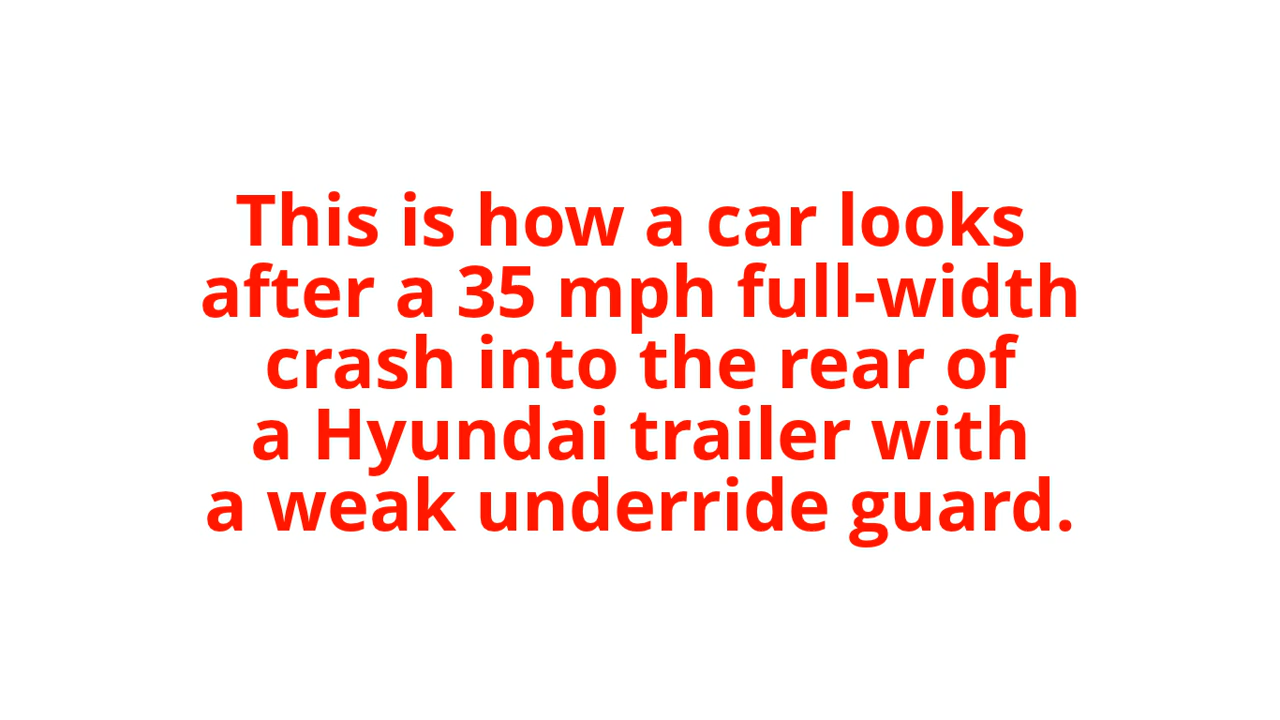 This is how a car looks
after a 35 mph full-width
crash into the rear of
a Hyundai trailer with
a weak underride guard.